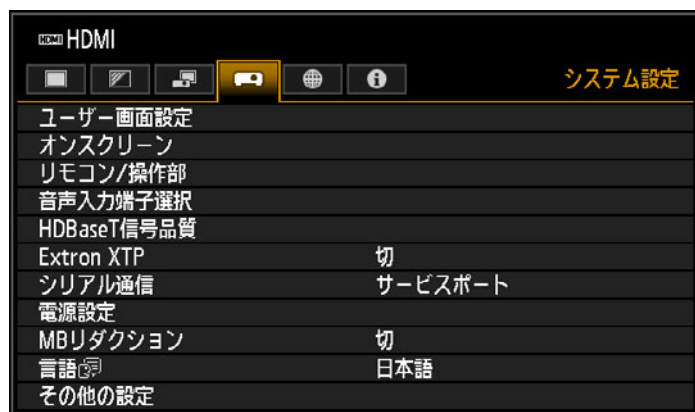 HDMI HDMI
システム設定
ユーザー画面設定
オンスクリーン
リモコン/操作部
音声入力端子選択
HDBaseT信号品質
Extron XTP 切
シリアル通信 サービスポート
電源設定
MBリダクション 切
言語 日本語
その他の設定